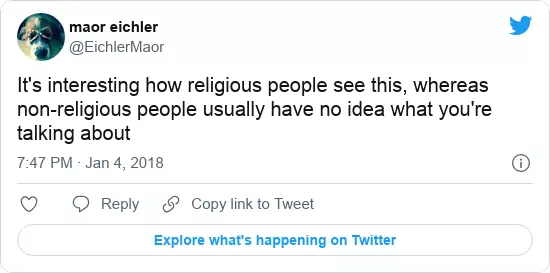 maor eichler
@EichlerMaor
It's interesting how religious people see this, whereas
non-religious people usually have no idea what you're
talking about
7:47 PM · Jan 4, 2018
Reply
Copy link to Tweet
Explore what's happening on Twitter